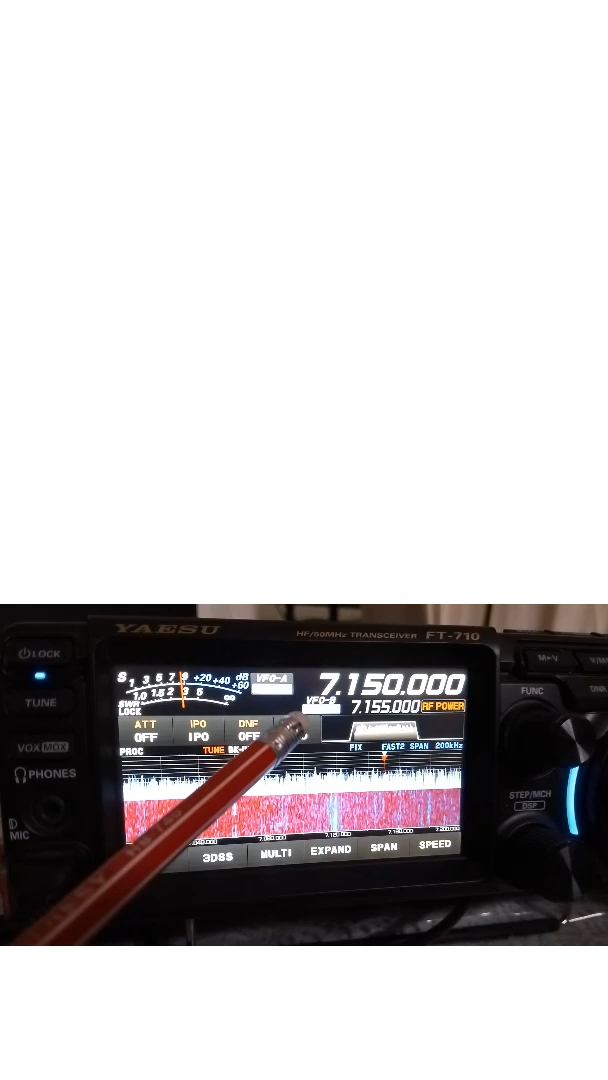 YAESU
HF/50MHz TRANSCEIVER FT-710
LOCK
TUNE
VOX MOX
PHONES
MIC
S 1 3 5 7 9 +20 +40 +60 dB
SWR 1.0 1.5 2 3 5 ∞
LOCK
VFO-A
7.150.000
VFO-B
7.155.000 RF POWER
ATT IPO DNF
OFF IPO OFF
PROC TUNE
FIX FAST2 SPAN 200kHz
3DSS MULTI EXPAND SPAN SPEED
FUNC
STEP/MCH
DSP
M►V